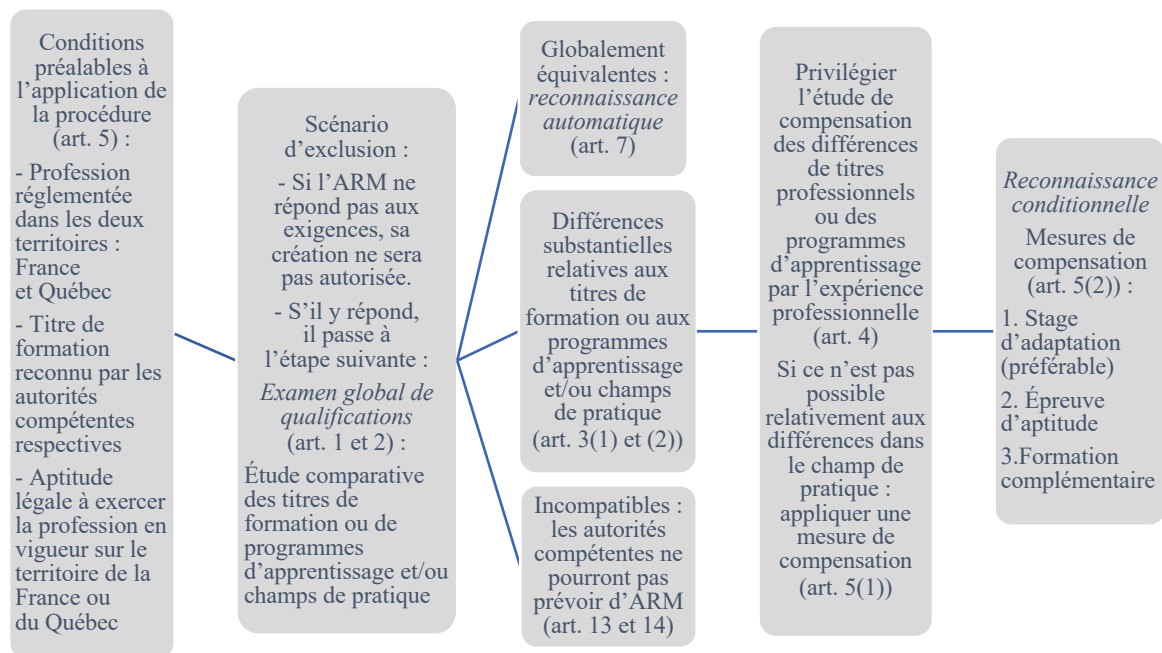 Conditions
préalables à
l'application de
la procédure
(art. 5) :
- Profession
réglementée
dans les deux
territoires :
France
et Québec
- Titre de
formation
reconnu par les
autorités
compétentes
respectives
- Aptitude
légale à exercer
la profession en
vigueur sur le
territoire de la
France ou
du Québec
Scénario
d'exclusion :
- Si l'ARM ne
répond pas aux
exigences, sa
création ne sera
pas autorisée.
- S'il y répond,
il passe à
l'étape suivante :
Examen global de
qualifications
(art. 1 et 2) :
Étude comparative
des titres de
formation ou de
programmes
d'apprentissage et/ou
champs de pratique
Globalement
équivalentes :
reconnaissance
automatique
(art. 7)
Différences
substantielles
relatives aux
titres de
formation ou aux
programmes
d'apprentissage
et/ou champs
de pratique
(art. 3(1) et (2))
Incompatibles :
les autorités
compétentes ne
pourront pas
prévoir d'ARM
(art. 13 et 14)
Privilégier
l'étude de
compensation
des différences
de titres
professionnels
ou des
programmes
d'apprentissage
par l'expérience
professionnelle
(art. 4)
Si ce n'est pas
possible
relativement aux
différences dans
le champ de
pratique :
appliquer une
mesure de
compensation
(art. 5(1))
Reconnaissance
conditionnelle
Mesures de
compensation
(art. 5(2)) :
1. Stage
d'adaptation
(préférable)
2. Épreuve
d'aptitude
3.Formation
complémentaire